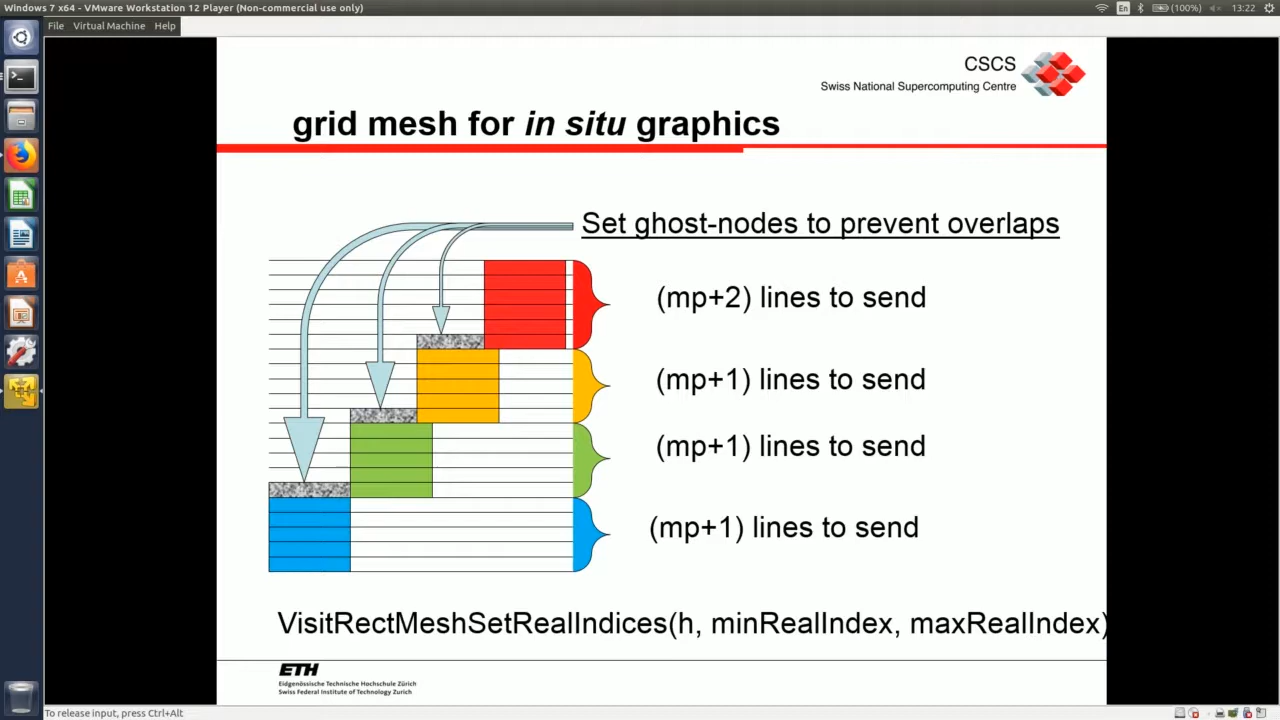 Windows 7 x64 - VMware Workstation 12 Player (Non-commercial use only)
En
(100%)
13:22
File Virtual Machine Help
CSCS
Swiss National Supercomputing Centre
grid mesh for in situ graphics
Set ghost-nodes to prevent overlaps
(mp+2) lines to send
(mp+1) lines to send
(mp+1) lines to send
(mp+1) lines to send
VisitRectMeshSetRealIndices(h, minRealIndex, maxRealIndex)
ETH
Eidgenössische Technische Hochschule Zürich
Swiss Federal Institute of Technology Zurich
To release input, press Ctrl+Alt